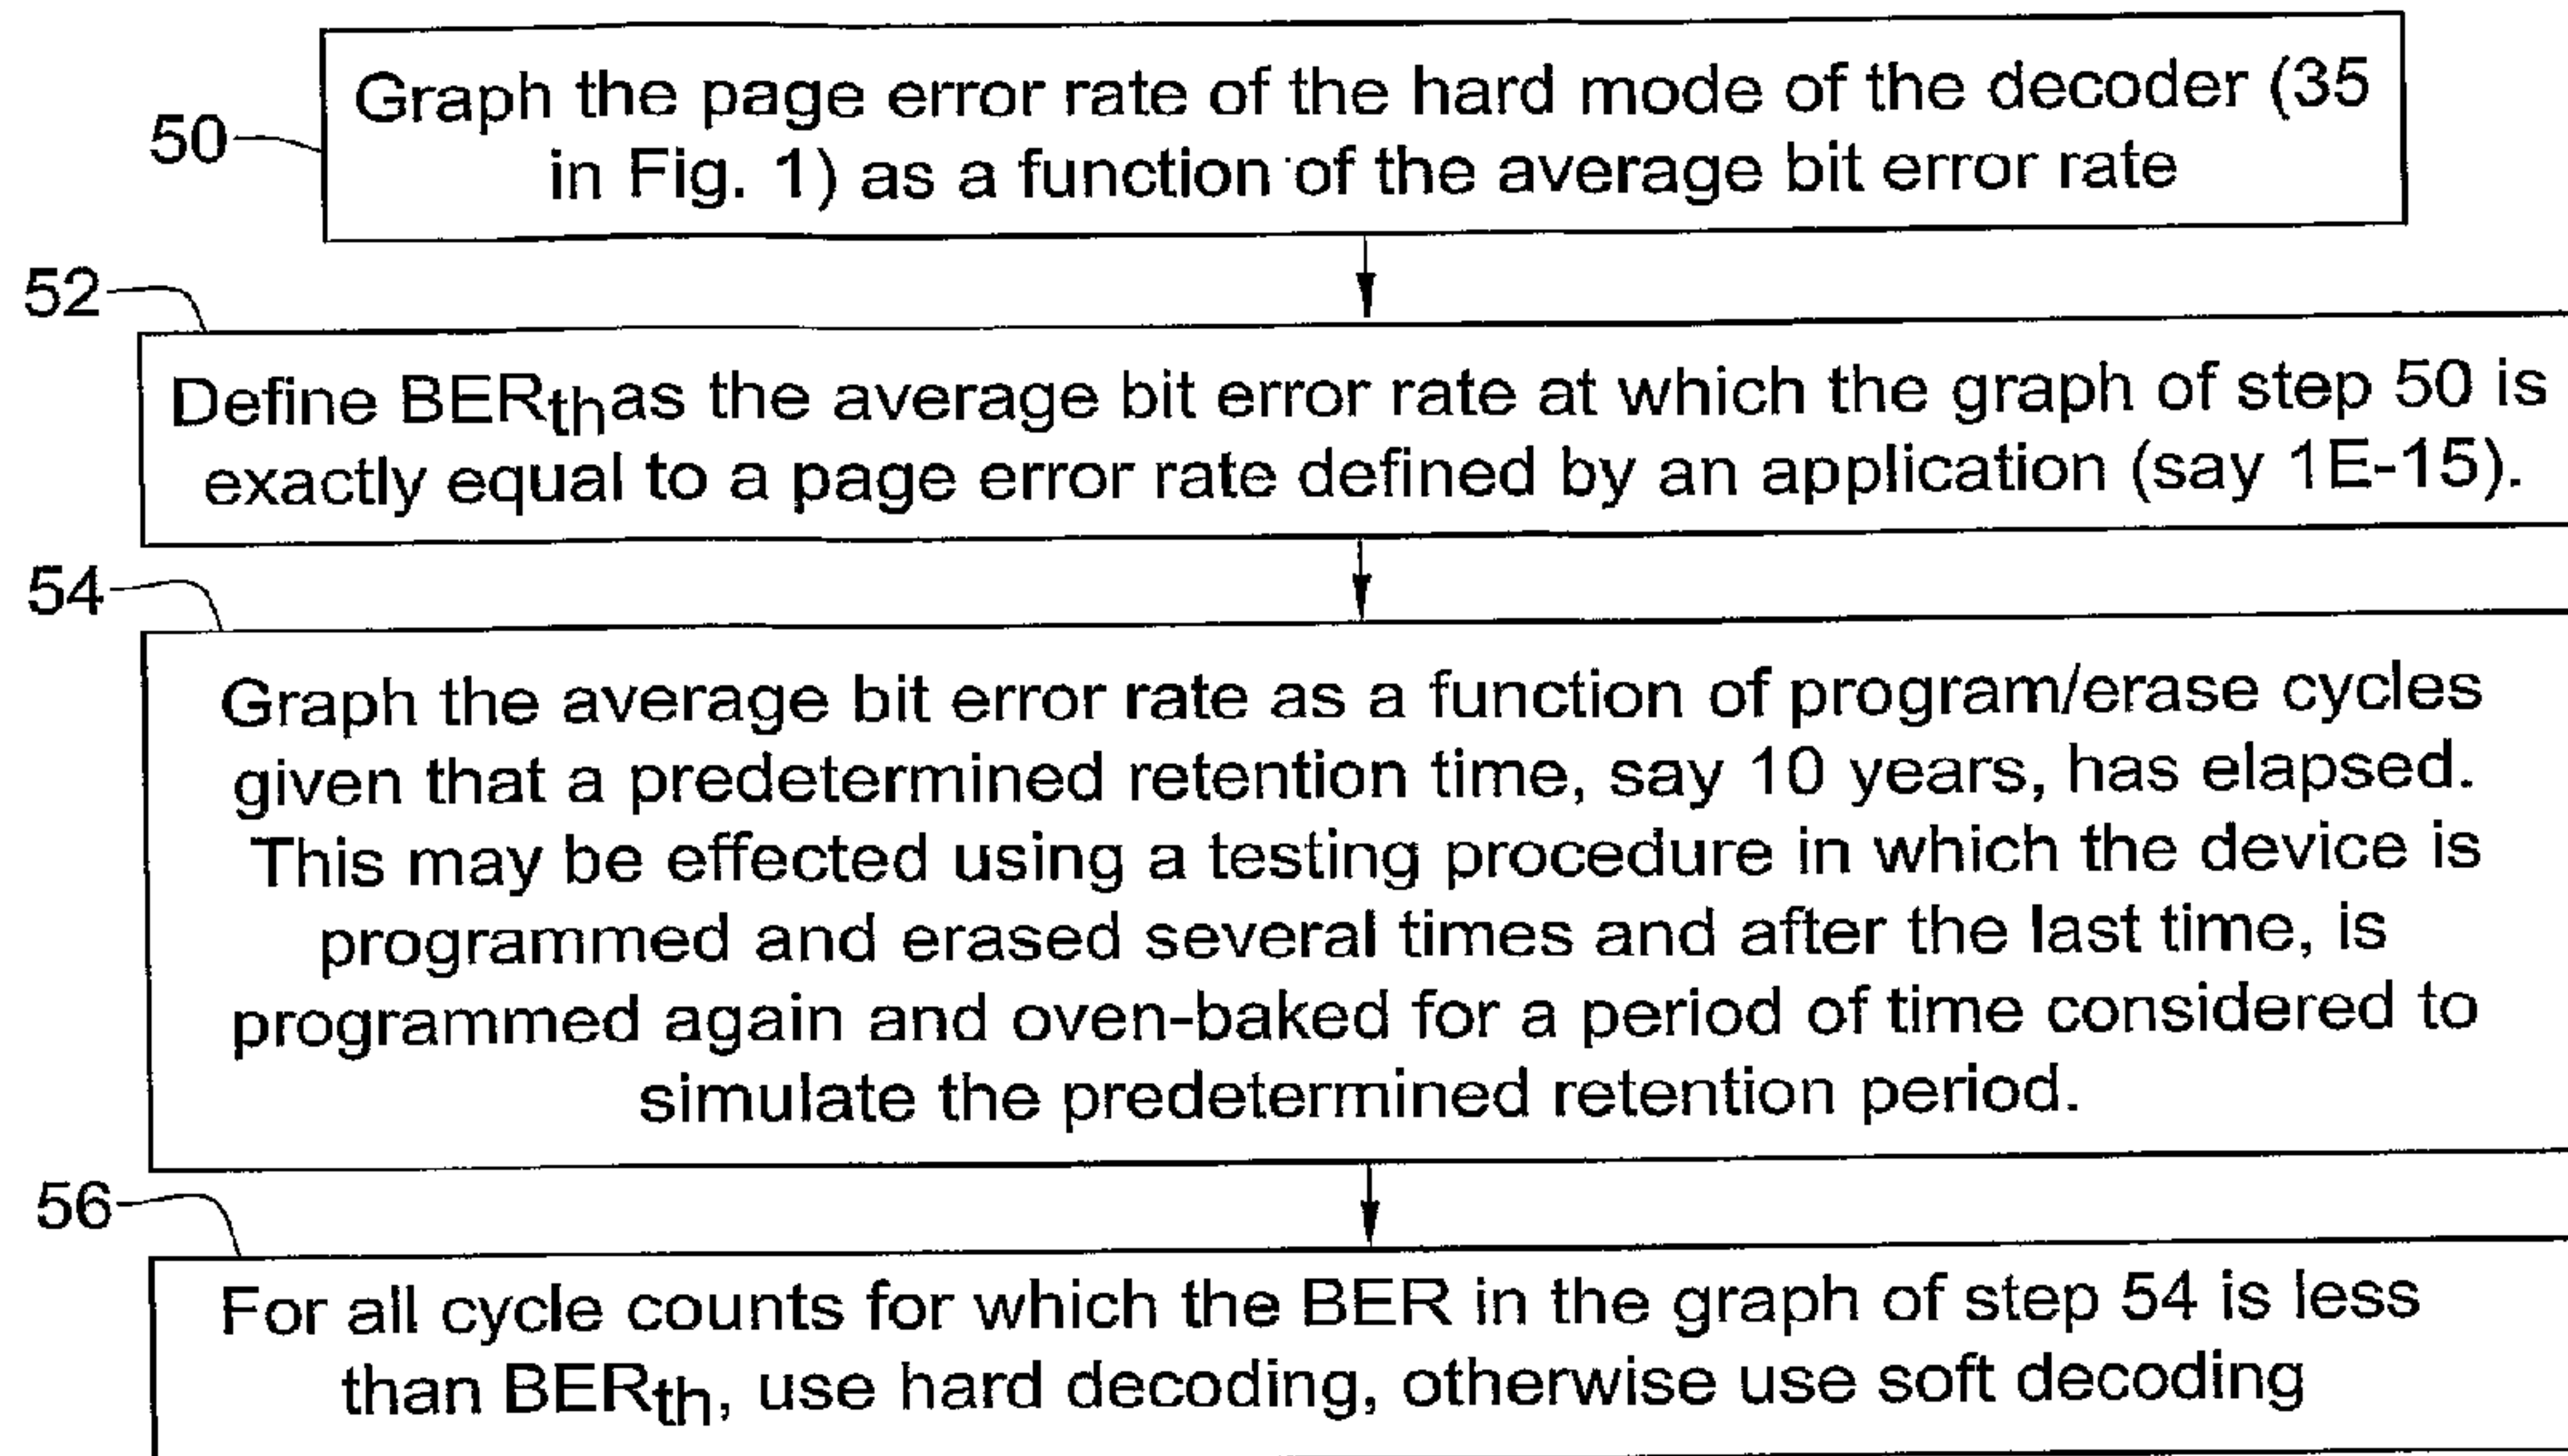 50
Graph the page error rate of the hard mode of the decoder (35
in Fig. 1) as a function of the average bit error rate
52
Define BERth as the average bit error rate at which the graph of step 50 is
exactly equal to a page error rate defined by an application (say 1E-15).
54
Graph the average bit error rate as a function of program/erase cycles
given that a predetermined retention time, say 10 years, has elapsed.
This may be effected using a testing procedure in which the device is
programmed and erased several times and after the last time, is
programmed again and oven-baked for a period of time considered to
simulate the predetermined retention period.
56
For all cycle counts for which the BER in the graph of step 54 is less
than BERth, use hard decoding, otherwise use soft decoding